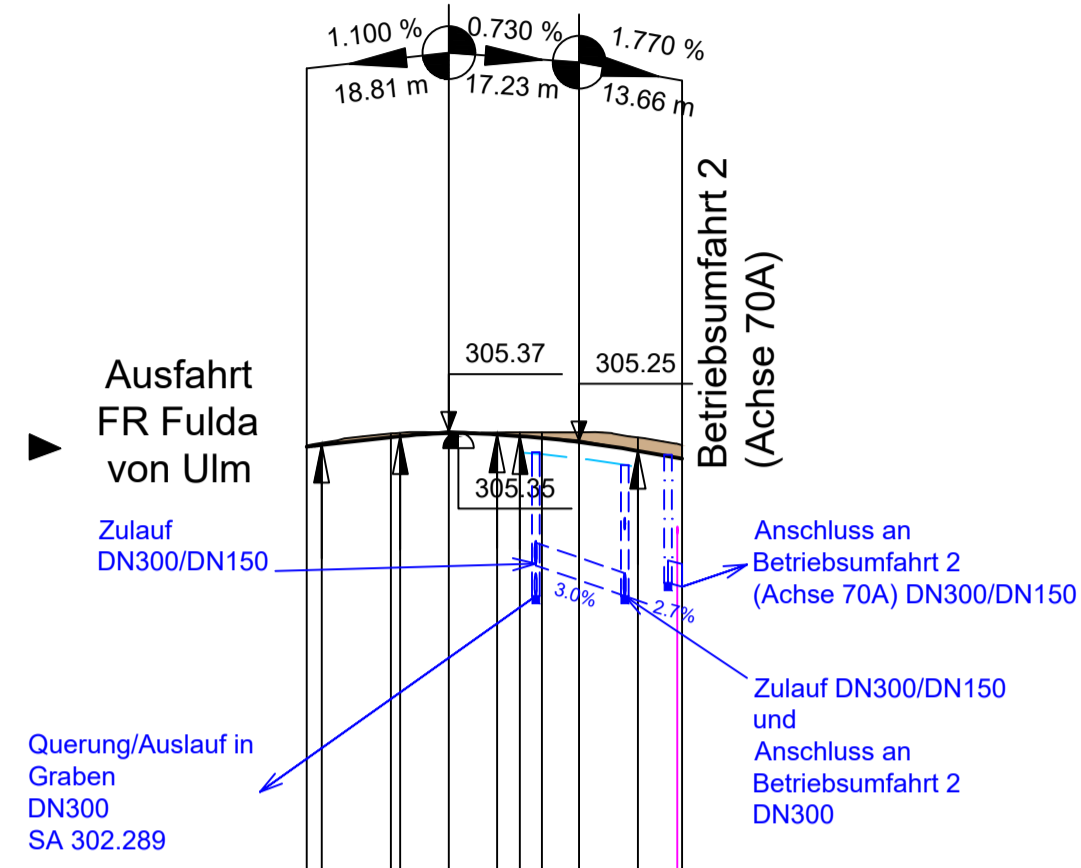 1.100 %
0.730 %
1.770 %
18.81 m
17.23 m
13.66 m
Betriebsumfahrt 2
(Achse 70A)
305.37
305.25
Ausfahrt
FR Fulda
von Ulm
305.35
Zulauf
DN300/DN150
Anschluss an
Betriebsumfahrt 2
(Achse 70A) DN300/DN150
3.0%
2.7%
Zulauf DN300/DN150
und
Anschluss an
Betriebsumfahrt 2
DN300
Querung/Auslauf in
Graben
DN300
SA 302.289